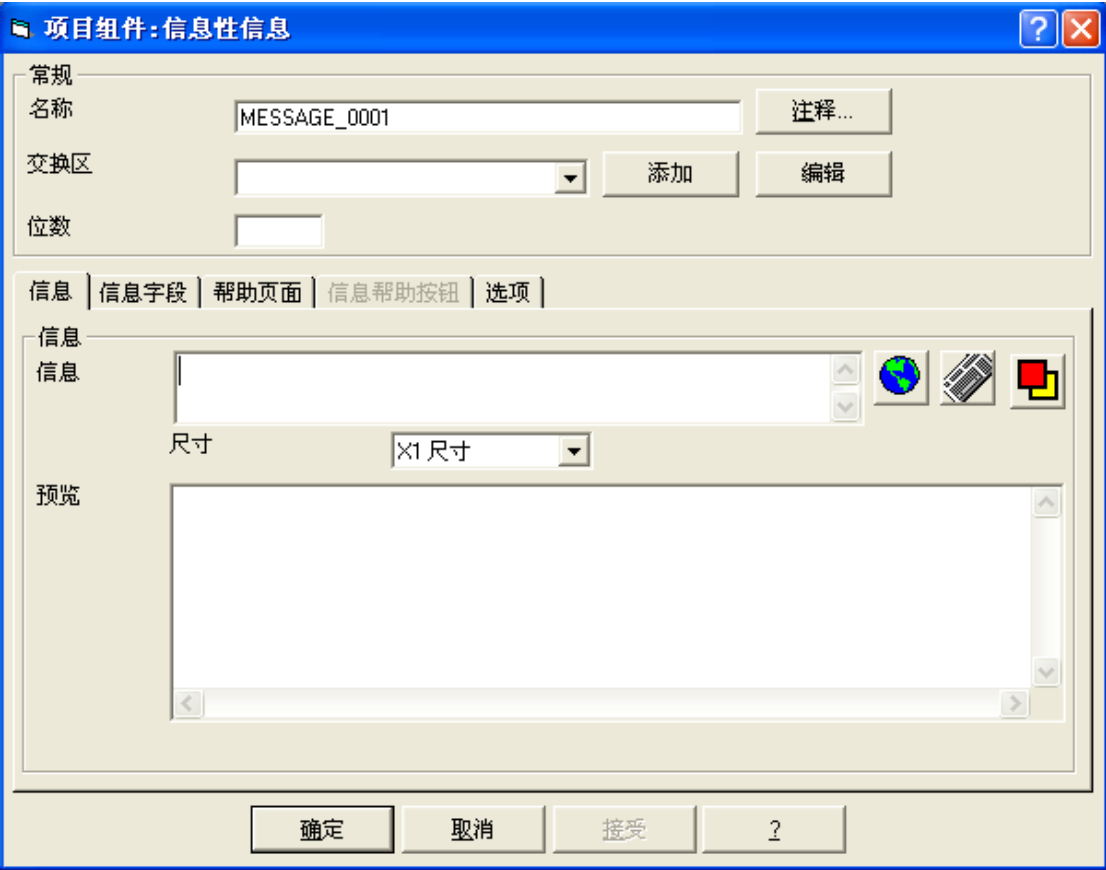 项目组件:信息性信息
常规
名称 MESSAGE_0001 注释...
交换区 添加 编辑
位数
信息 信息字段 帮助页面 信息帮助按钮 选项
信息
信息
尺寸 X1 尺寸
预览
确定 取消 接受 ?